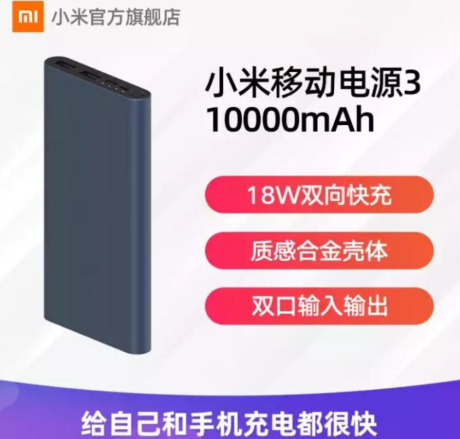 小米官方旗舰店
小米移动电源3
10000mAh
18W双向快充
质感合金壳体
双口输入输出
给自己和手机充电都很快